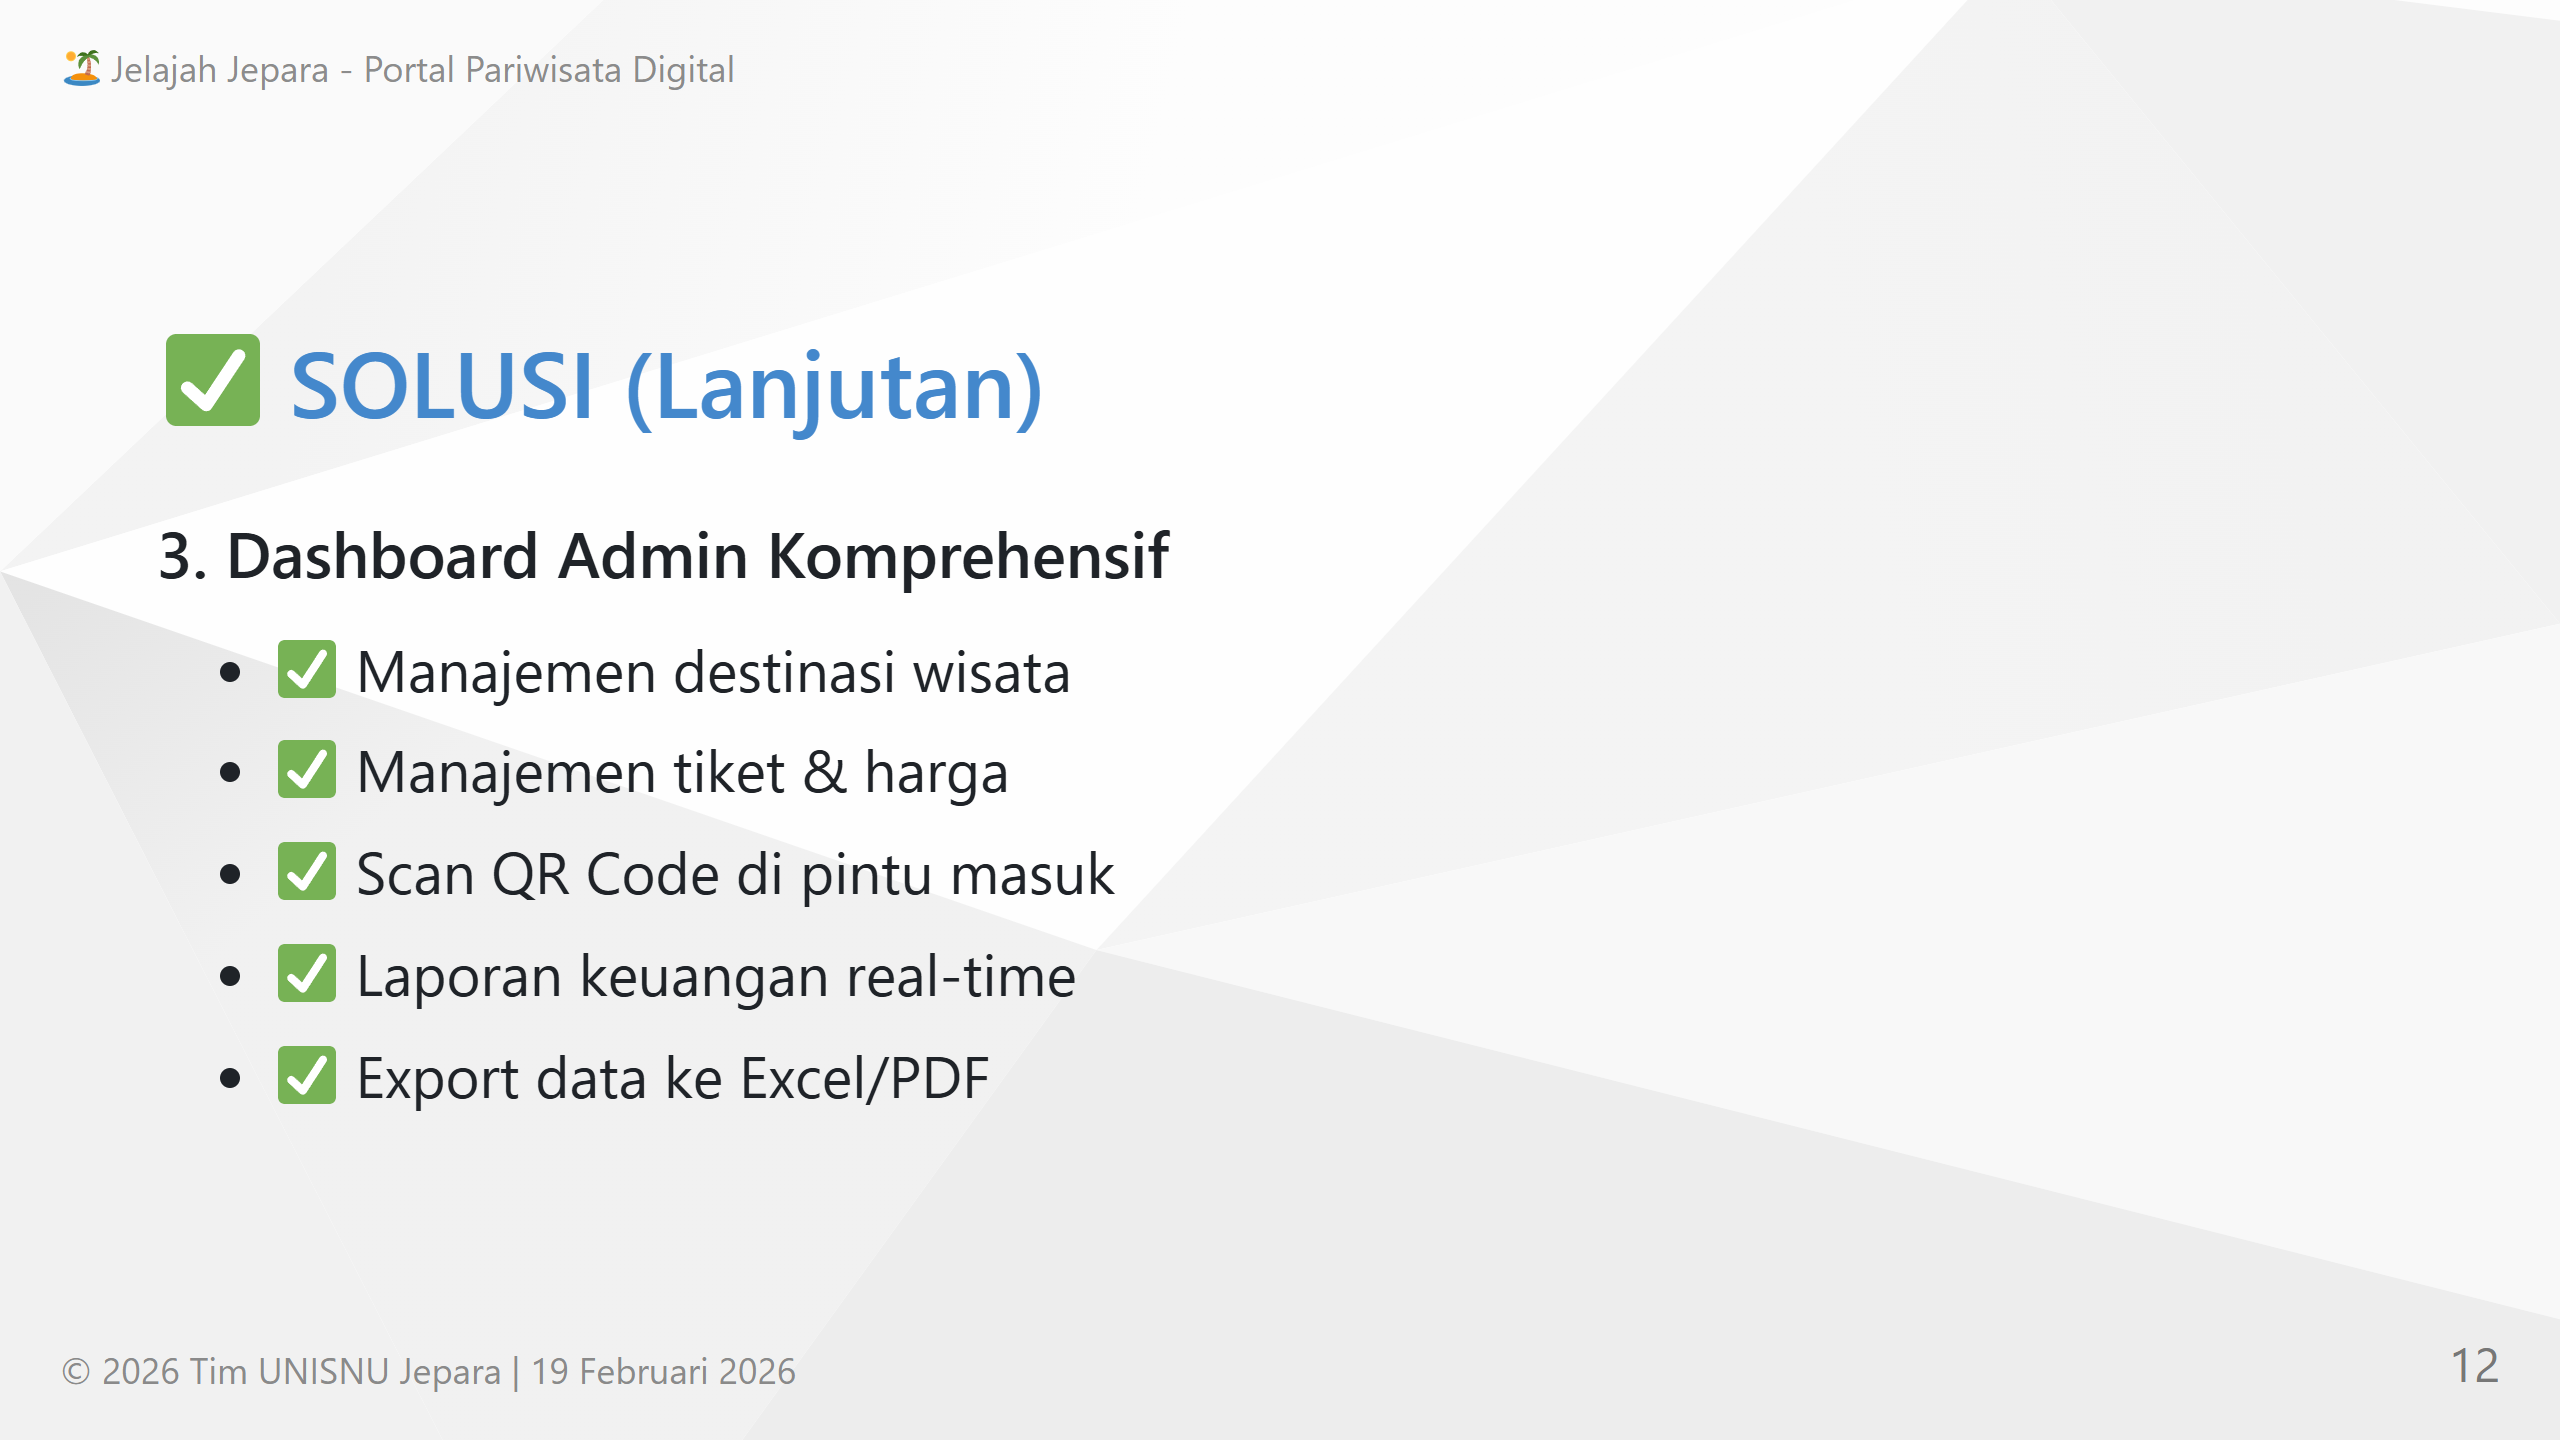 🏝️ Jelajah Jepara - Portal Pariwisata Digital
✅ SOLUSI (Lanjutan)
3. Dashboard Admin Komprehensif
• ✅ Manajemen destinasi wisata
• ✅ Manajemen tiket & harga
• ✅ Scan QR Code di pintu masuk
• ✅ Laporan keuangan real-time
• ✅ Export data ke Excel/PDF
© 2026 Tim UNISNU Jepara | 19 Februari 2026
12